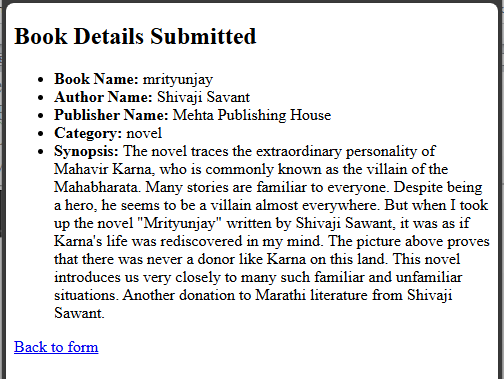 Book Details Submitted
Book Name: mrityunjay
Author Name: Shivaji Savant
Publisher Name: Mehta Publishing House
Category: novel
Synopsis: The novel traces the extraordinary personality of
Mahavir Karna, who is commonly known as the villain of the
Mahabharata. Many stories are familiar to everyone. Despite being
a hero, he seems to be a villain almost everywhere. But when I took
up the novel "Mrityunjay" written by Shivaji Sawant, it was as if
Karna's life was rediscovered in my mind. The picture above proves
that there was never a donor like Karna on this land. This novel
introduces us very closely to many such familiar and unfamiliar
situations. Another donation to Marathi literature from Shivaji
Sawant.
Back to form